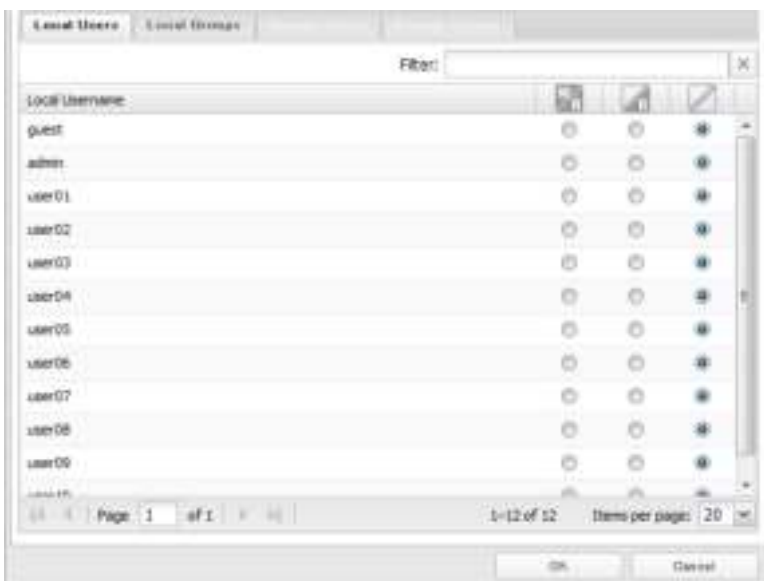 Local Users Local Groups
Filter:
Local Username
guest
admin
user01
user02
user03
user04
user05
user06
user07
user08
user09
user10
Page 1 of 1 1-12 of 12 Items per page: 20
OK Cancel